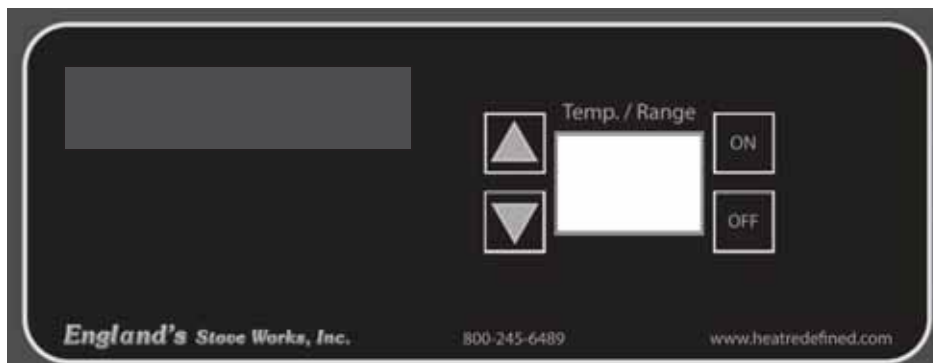 Temp. / Range
ON
OFF
England's Stove Works, Inc.
800-245-6489
www.heatredefined.com